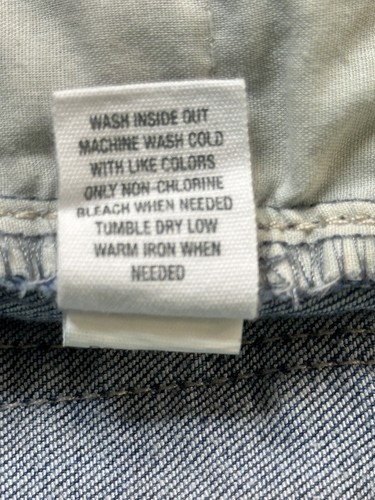 WASH INSIDE OUT
MACHINE WASH COLD
WITH LIKE COLORS
ONLY NON-CHLORINE
BLEACH WHEN NEEDED
TUMBLE DRY LOW
WARM IRON WHEN
NEEDED